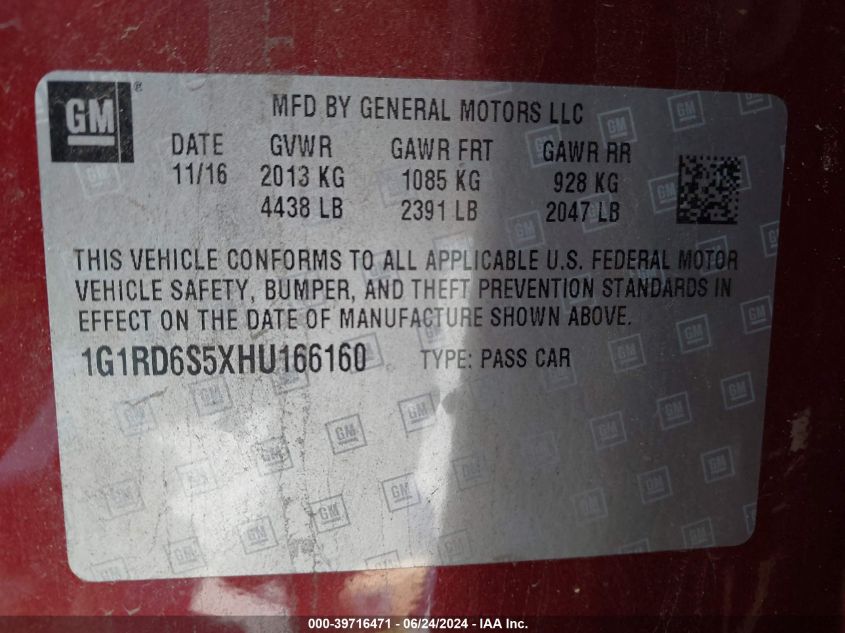 GM ®
MFD BY GENERAL MOTORS LLC
DATE GVWR GAWR FRT GAWR RR
11/16 2013 KG 1085 KG 928 KG
4438 LB 2391 LB 2047 LB
THIS VEHICLE CONFORMS TO ALL APPLICABLE U.S. FEDERAL MOTOR
VEHICLE SAFETY, BUMPER, AND THEFT PREVENTION STANDARDS IN
EFFECT ON THE DATE OF MANUFACTURE SHOWN ABOVE.
1G1RD6S5XHU166160 TYPE: PASS CAR
000-39716471 - 06/24/2024 - IAA Inc.